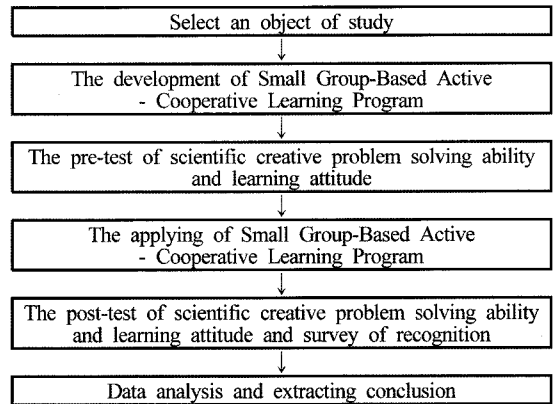 Select an object of study
The development of Small Group-Based Active
- Cooperative Learning Program
The pre-test of scientific creative problem solving ability
and learning attitude
The applying of Small Group-Based Active
- Cooperative Learning Program
The post-test of scientific creative problem solving ability
and learning attitude and survey of recognition
Data analysis and extracting conclusion